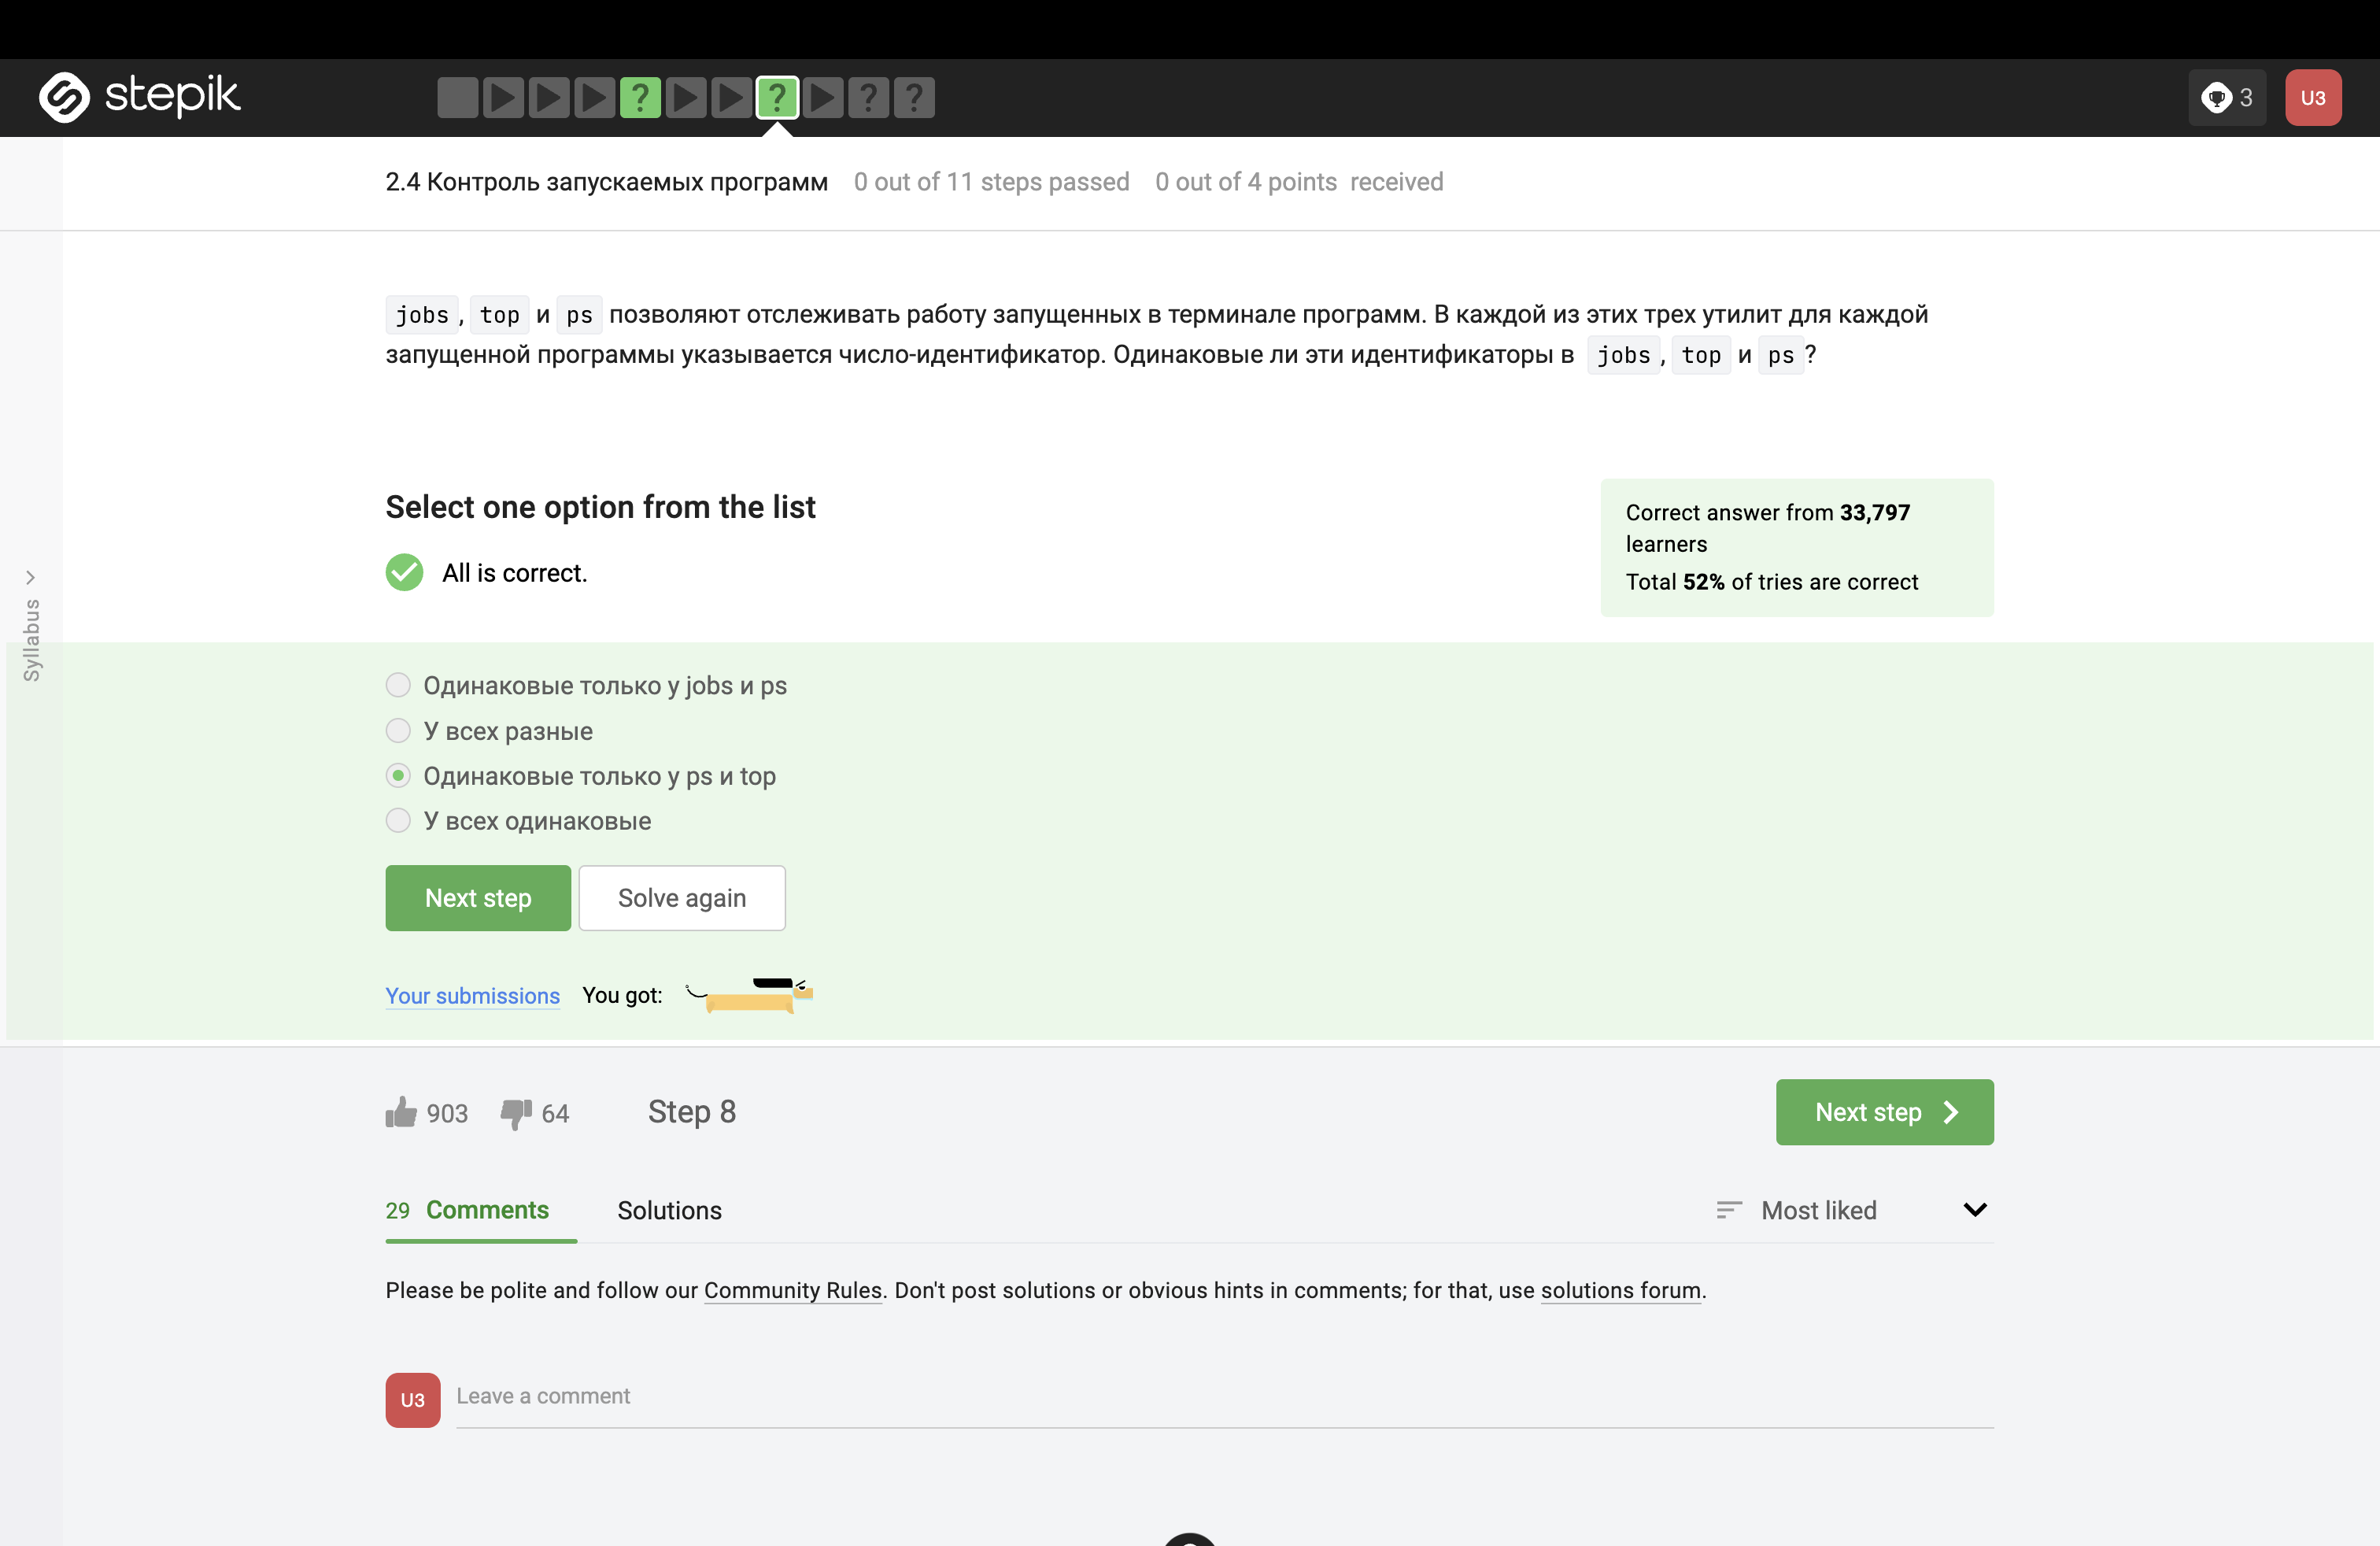 stepik
? ? ? ?
3
U3
2.4 Контроль запускаемых программ 0 out of 11 steps passed 0 out of 4 points received
jobs, top и ps позволяют отслеживать работу запущенных в терминале программ. В каждой из этих трех утилит для каждой
запущенной программы указывается число-идентификатор. Одинаковые ли эти идентификаторы в jobs, top и ps?
Syllabus
Select one option from the list
All is correct.
Correct answer from 33,797
learners
Total 52% of tries are correct
Одинаковые только у jobs и ps
У всех разные
Одинаковые только у ps и top
У всех одинаковые
Next step Solve again
Your submissions You got:
903 64 Step 8 Next step
29 Comments Solutions Most liked
Please be polite and follow our Community Rules. Don't post solutions or obvious hints in comments; for that, use solutions forum.
U3 Leave a comment